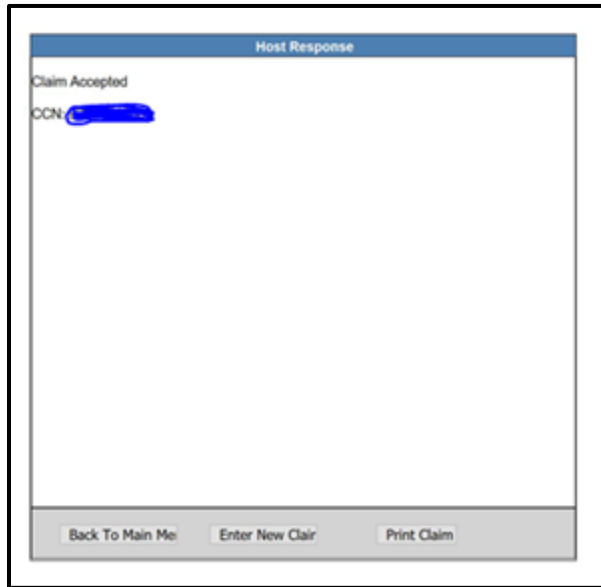 Host Response
Claim Accepted
CCN:
Back To Main Me Enter New Clair Print Claim